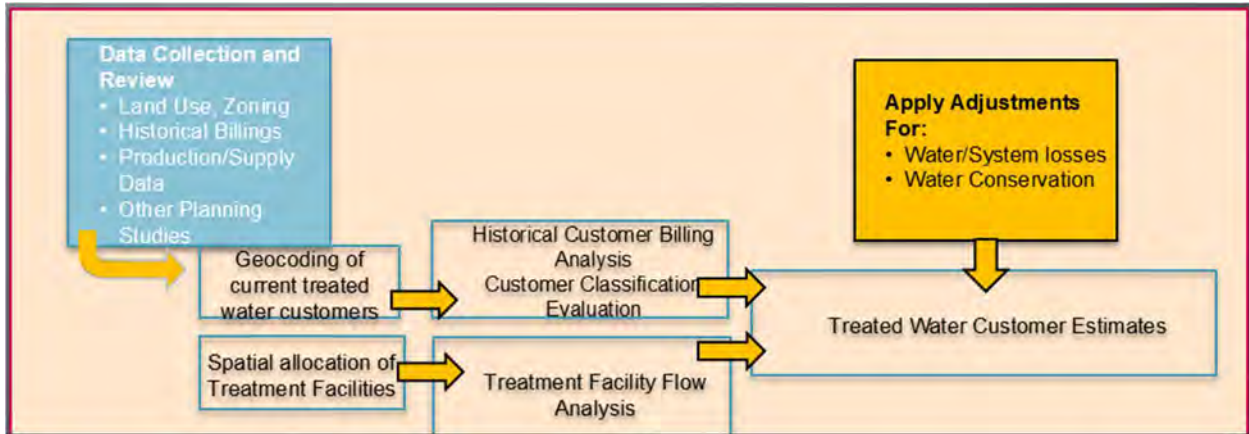 Data Collection and
Review
• Land Use, Zoning
• Historical Billings
• Production/Supply
Data
• Other Planning
Studies
Apply Adjustments
For:
• Water/System losses
• Water Conservation
Geocoding of
current treated
water customers
Historical Customer Billing
Analysis
Customer Classification
Evaluation
Treated Water Customer Estimates
Spatial allocation of
Treatment Facilities
Treatment Facility Flow
Analysis